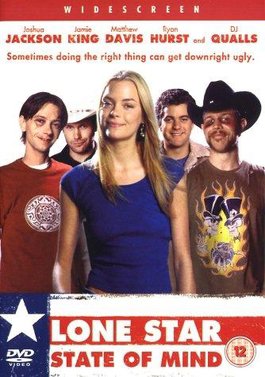 WIDESCREEN
Joshua Jamie Matthew Ryan DJ
JACKSON KING DAVIS HURST and QUALLS
Sometimes doing the right thing can get downright ugly.
LONE STAR
STATE OF MIND
DVD
VIDEO
12